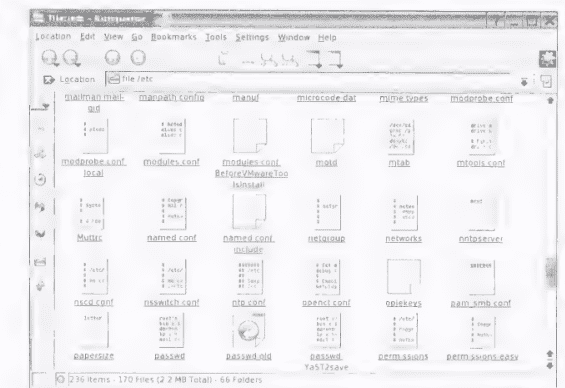 file:/etc - Konqueror
Location Edit View Go Bookmarks Tools Settings Window Help
Location file:/etc
mailman.mail-gid manpath.config manuf microcode.dat mime.types modprobe.conf
modprobe.conf.local modules.conf modules.conf.BeforeVMwareToolsInstall motd mtab mtools.conf
Muttrc named.conf named.conf.include netgroup networks nntpserver
nscd.conf nsswitch.conf ntp.conf openct.conf opiekeys pam_smb.conf
papersize passwd passwd.old passwd.YaST2save permissions permissions.easy
236 Items - 170 Files (2.2 MB Total) - 66 Folders